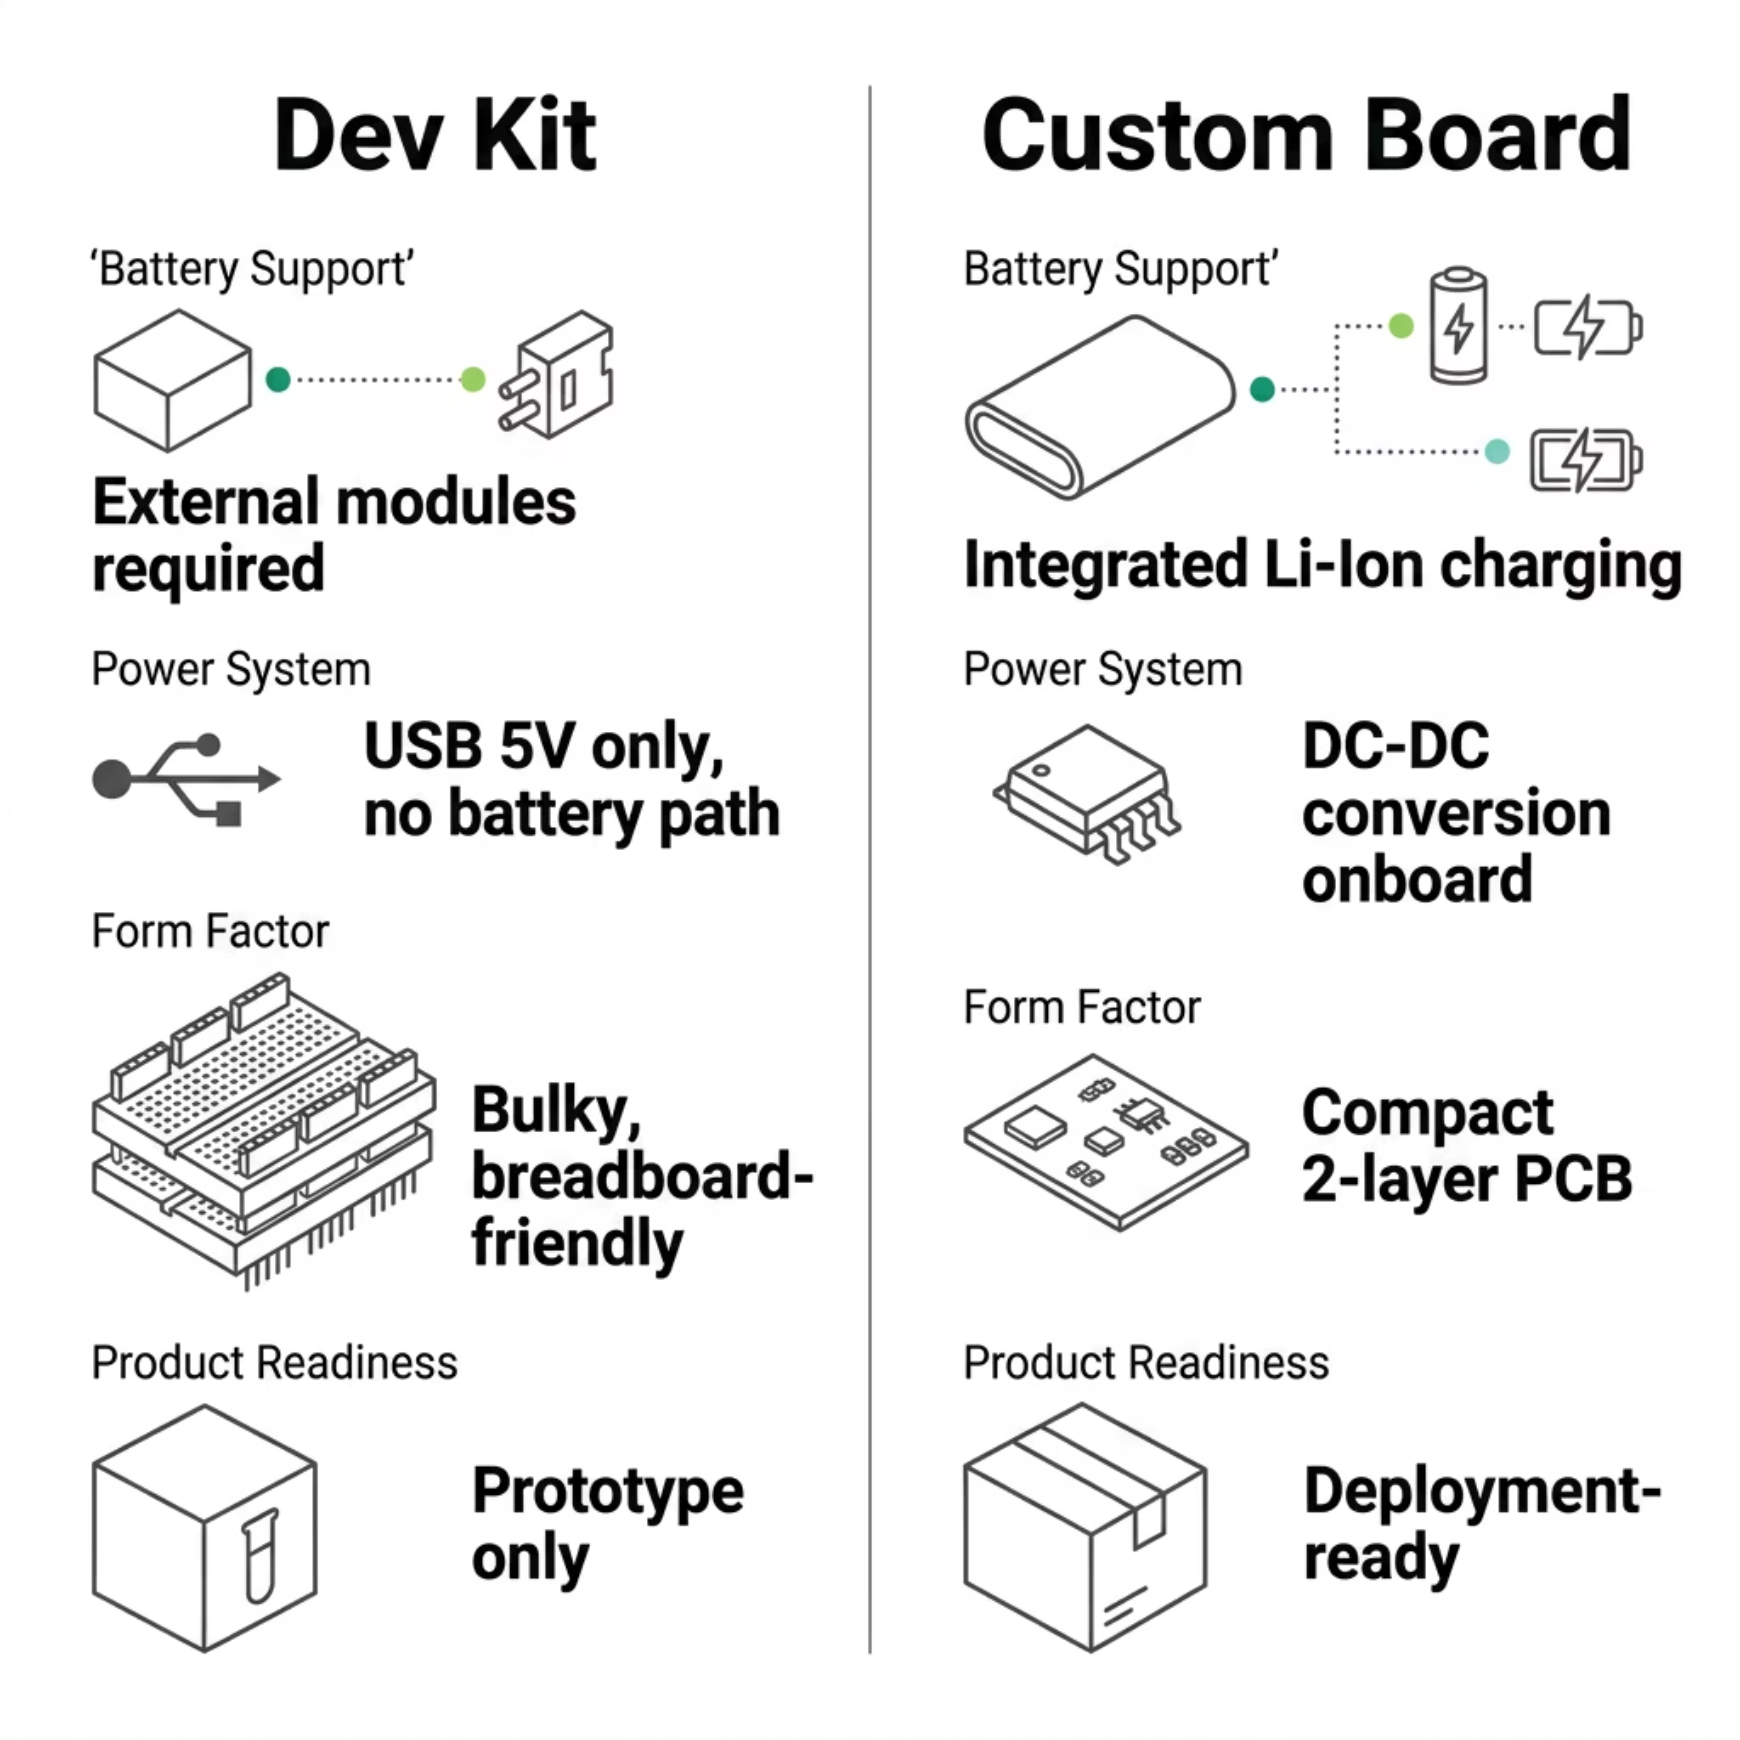 Dev Kit
‘Battery Support’
External modules
required
Power System
USB 5V only,
no battery path
Form Factor
Bulky,
breadboard-
friendly
Product Readiness
Prototype
only
Custom Board
Battery Support’
Integrated Li-Ion charging
Power System
DC-DC
conversion
onboard
Form Factor
Compact
2-layer PCB
Product Readiness
Deployment-
ready